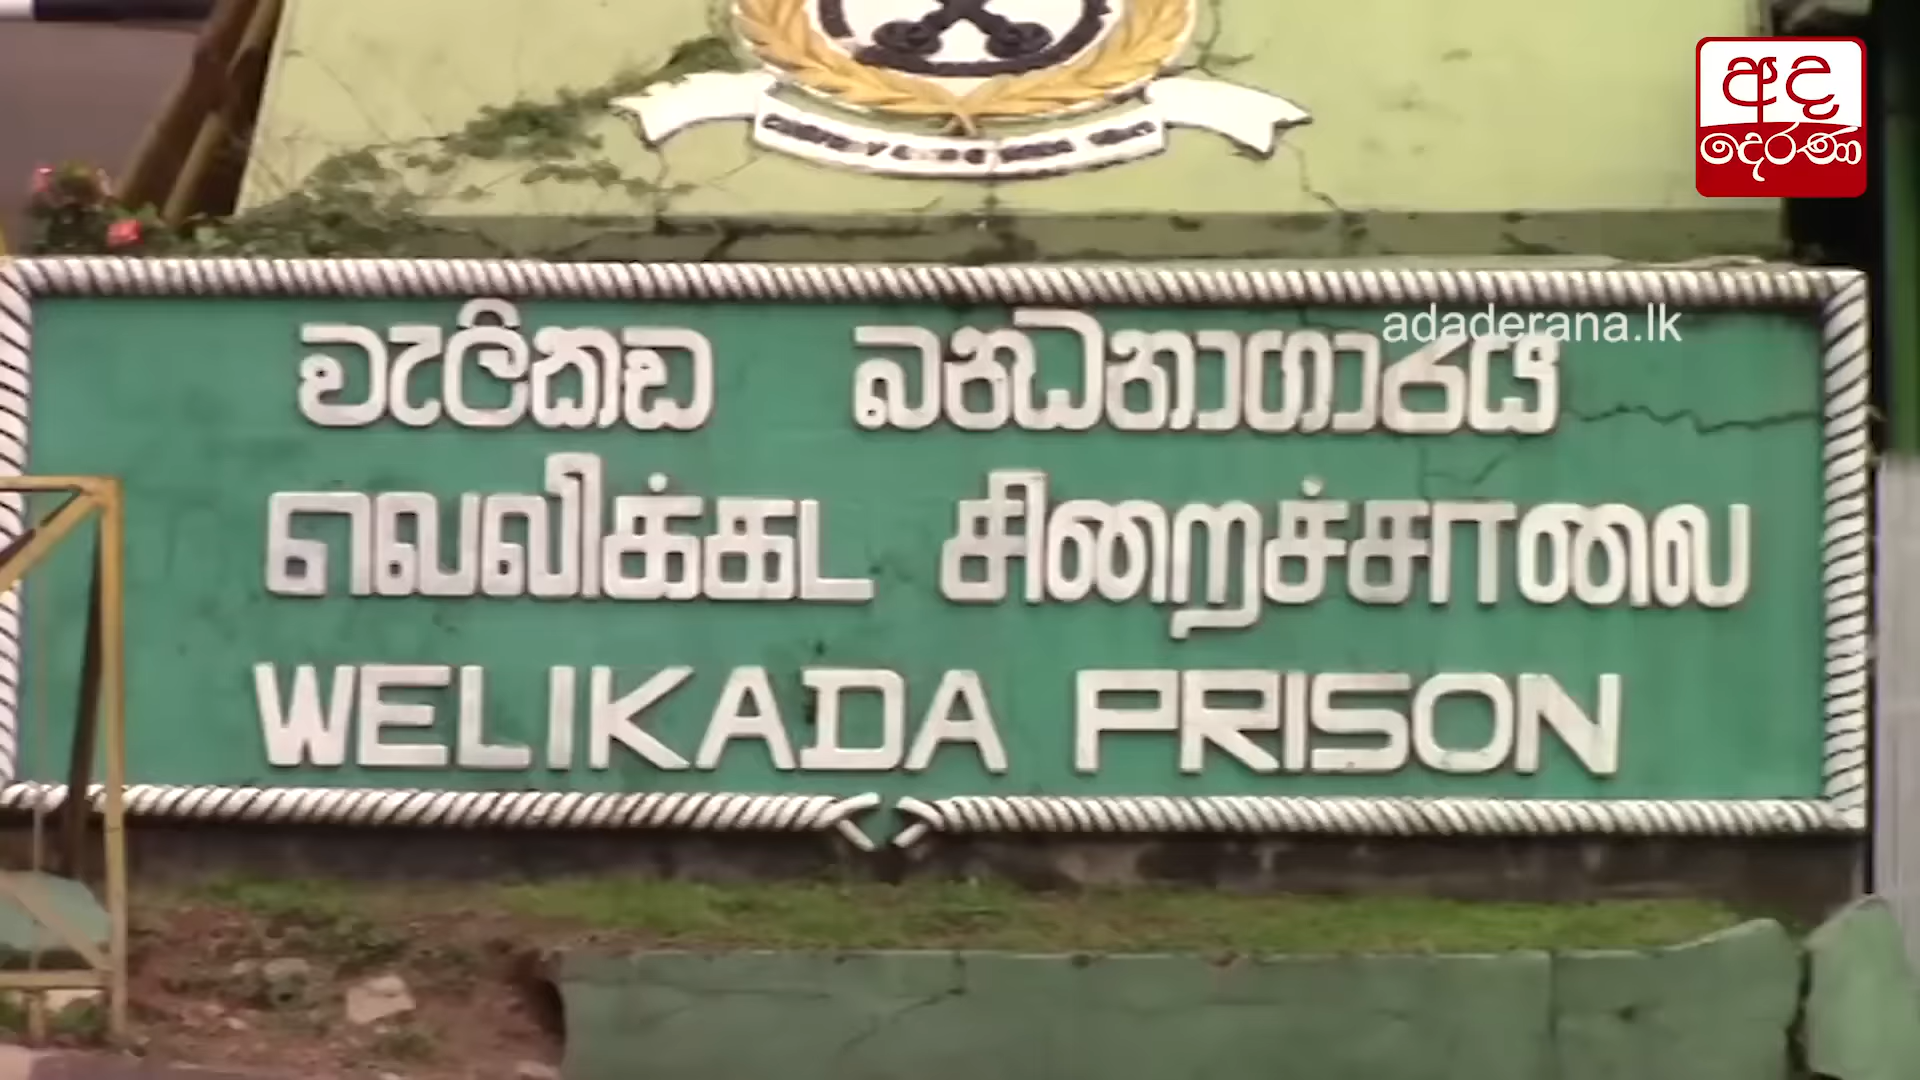 අද
දෙරණ
adaderana.lk
වැලිකඩ බන්ධනාගාරය
வெலிக்கட சிறைச்சாலை
WELIKADA PRISON